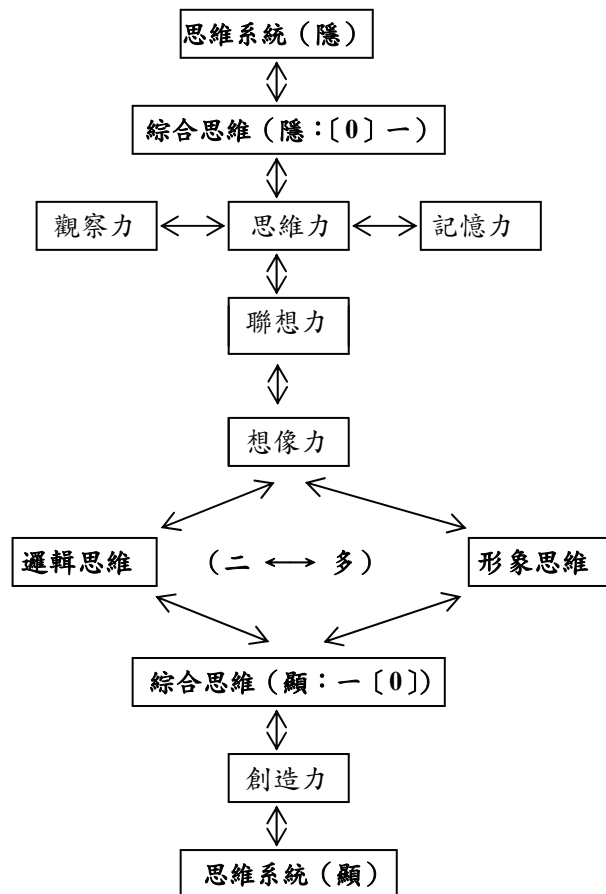 思維系統（隱）
綜合思維（隱：〔0〕一）
觀察力 思維力 記憶力
聯想力
想像力
邏輯思維 （二 ⟷ 多） 形象思維
綜合思維（顯：一〔0〕）
創造力
思維系統（顯）